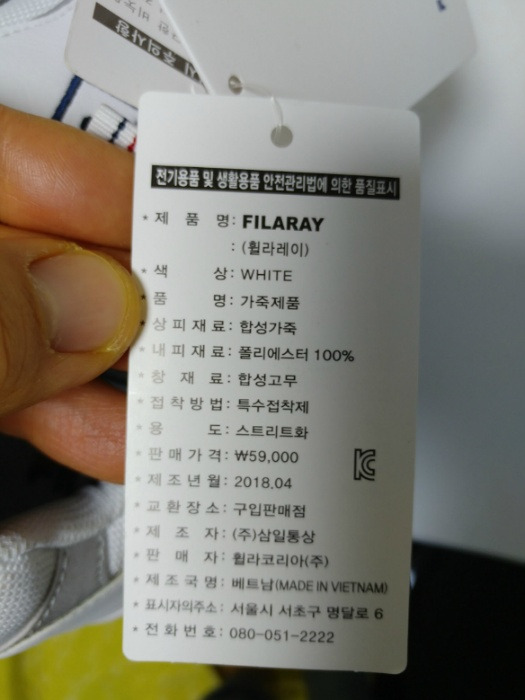 주의사항
전기용품 및 생활용품 안전관리법에 의한 품질표시
* 제 품 명: FILARAY
: (휠라레이)
* 색 상: WHITE
* 품 명: 가죽제품
* 상피재료: 합성가죽
* 내피재료: 폴리에스터 100%
* 창 재 료: 합성고무
* 접착방법: 특수접착제
* 용 도: 스트리트화
* 판매가격: ₩59,000
* 제조년월: 2018.04
* 교환장소: 구입판매점
* 제 조 자: (주)삼일통상
* 판 매 자: 휠라코리아(주)
* 제조국명: 베트남(MADE IN VIETNAM)
* 표시자의주소: 서울시 서초구 명달로 6
* 전화번호: 080-051-2222